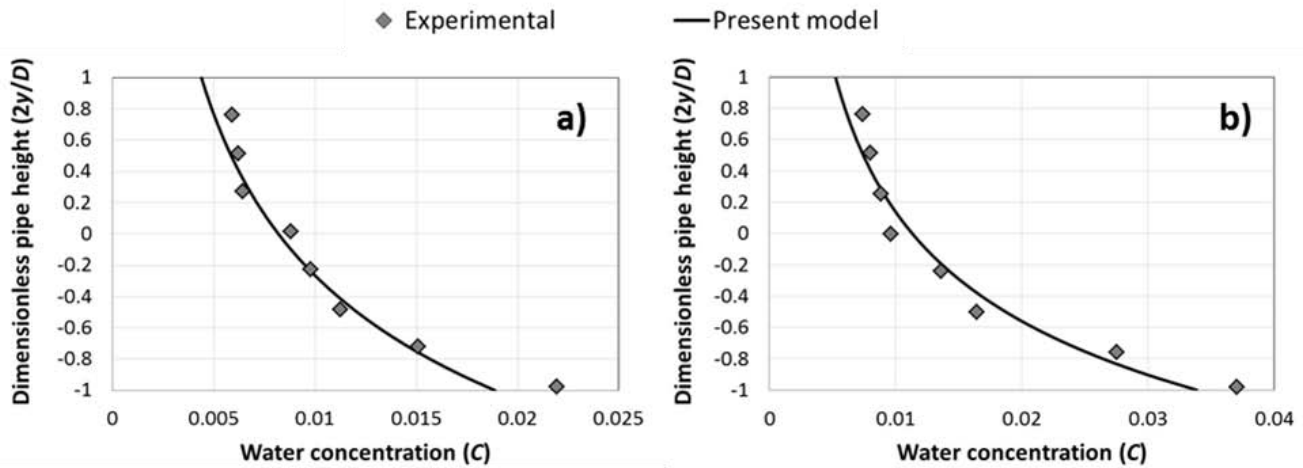 Experimental
Present model
Dimensionless pipe height (2y/D)
1
0.8
0.6
0.4
0.2
0
-0.2
-0.4
-0.6
-0.8
-1
a)
0 0.005 0.01 0.015 0.02 0.025
Water concentration (C)
Dimensionless pipe height (2y/D)
1
0.8
0.6
0.4
0.2
0
-0.2
-0.4
-0.6
-0.8
-1
b)
0 0.01 0.02 0.03 0.04
Water concentration (C)